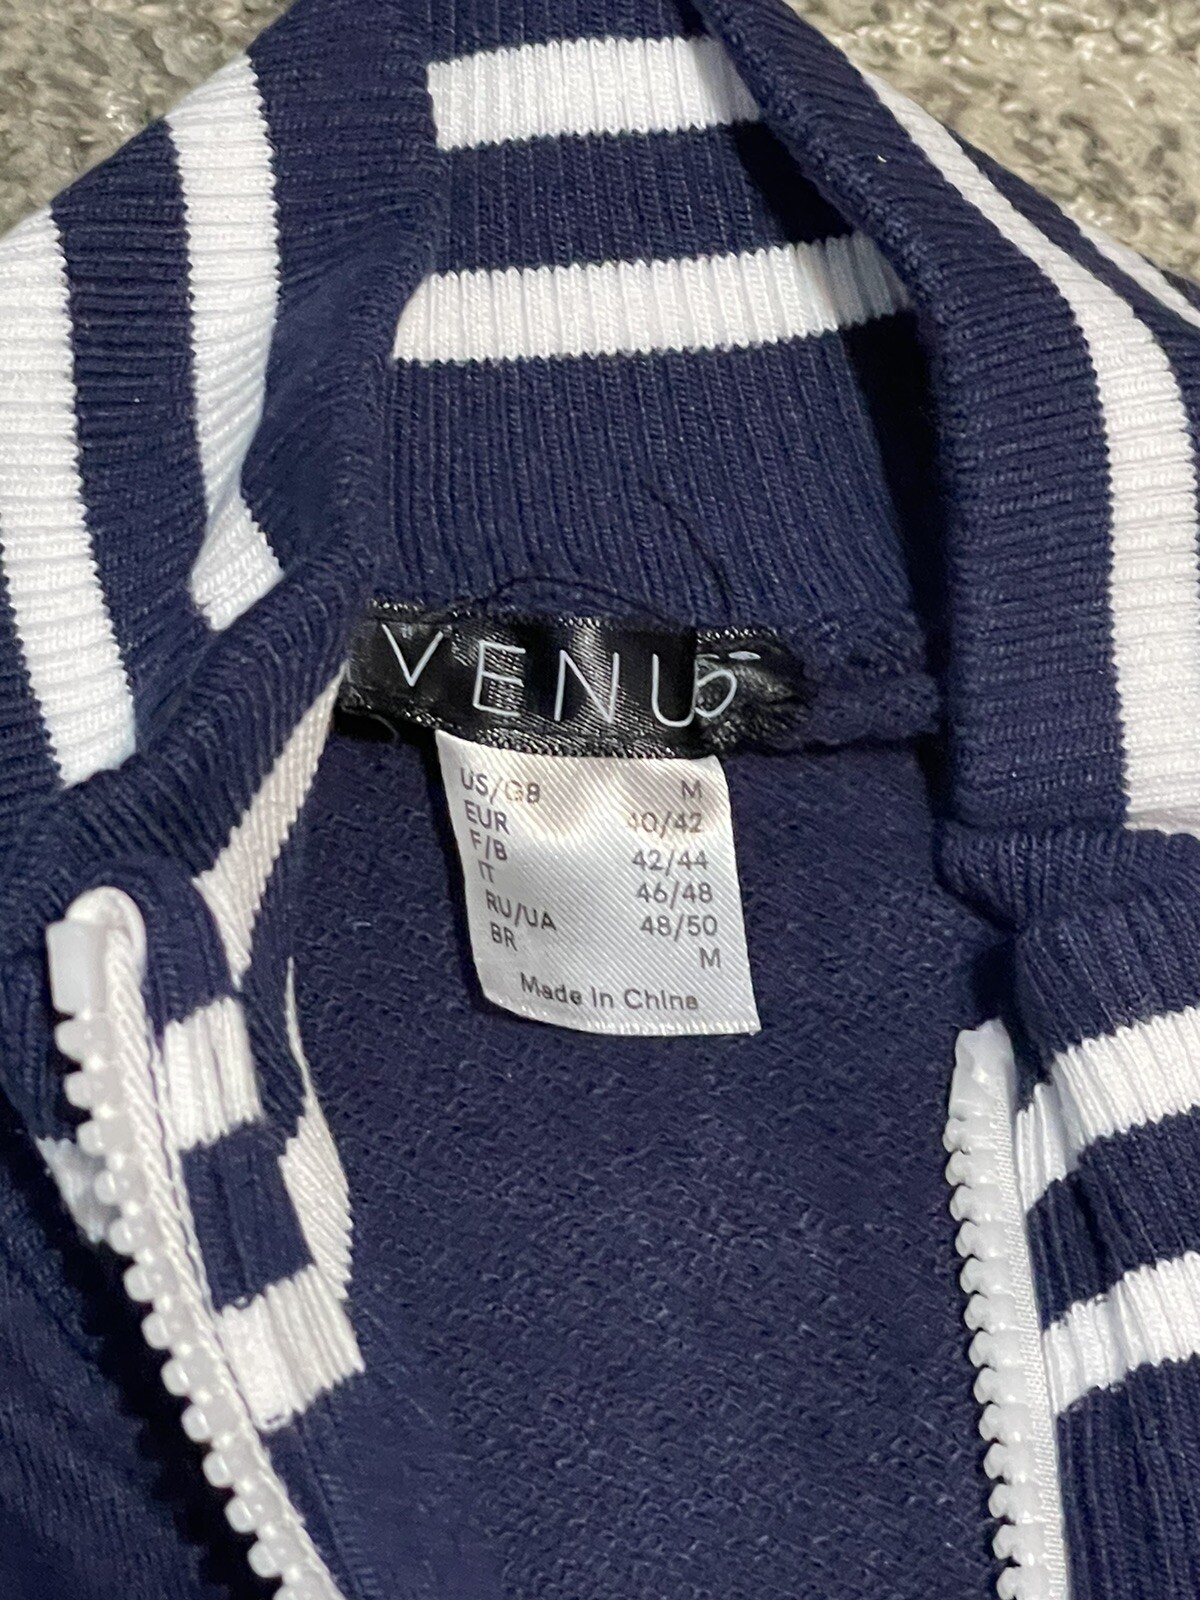 VENUS
US/GB M
EUR 40/42
F/B 42/44
IT 46/48
RU/UA 48/50
BR M
Made in China